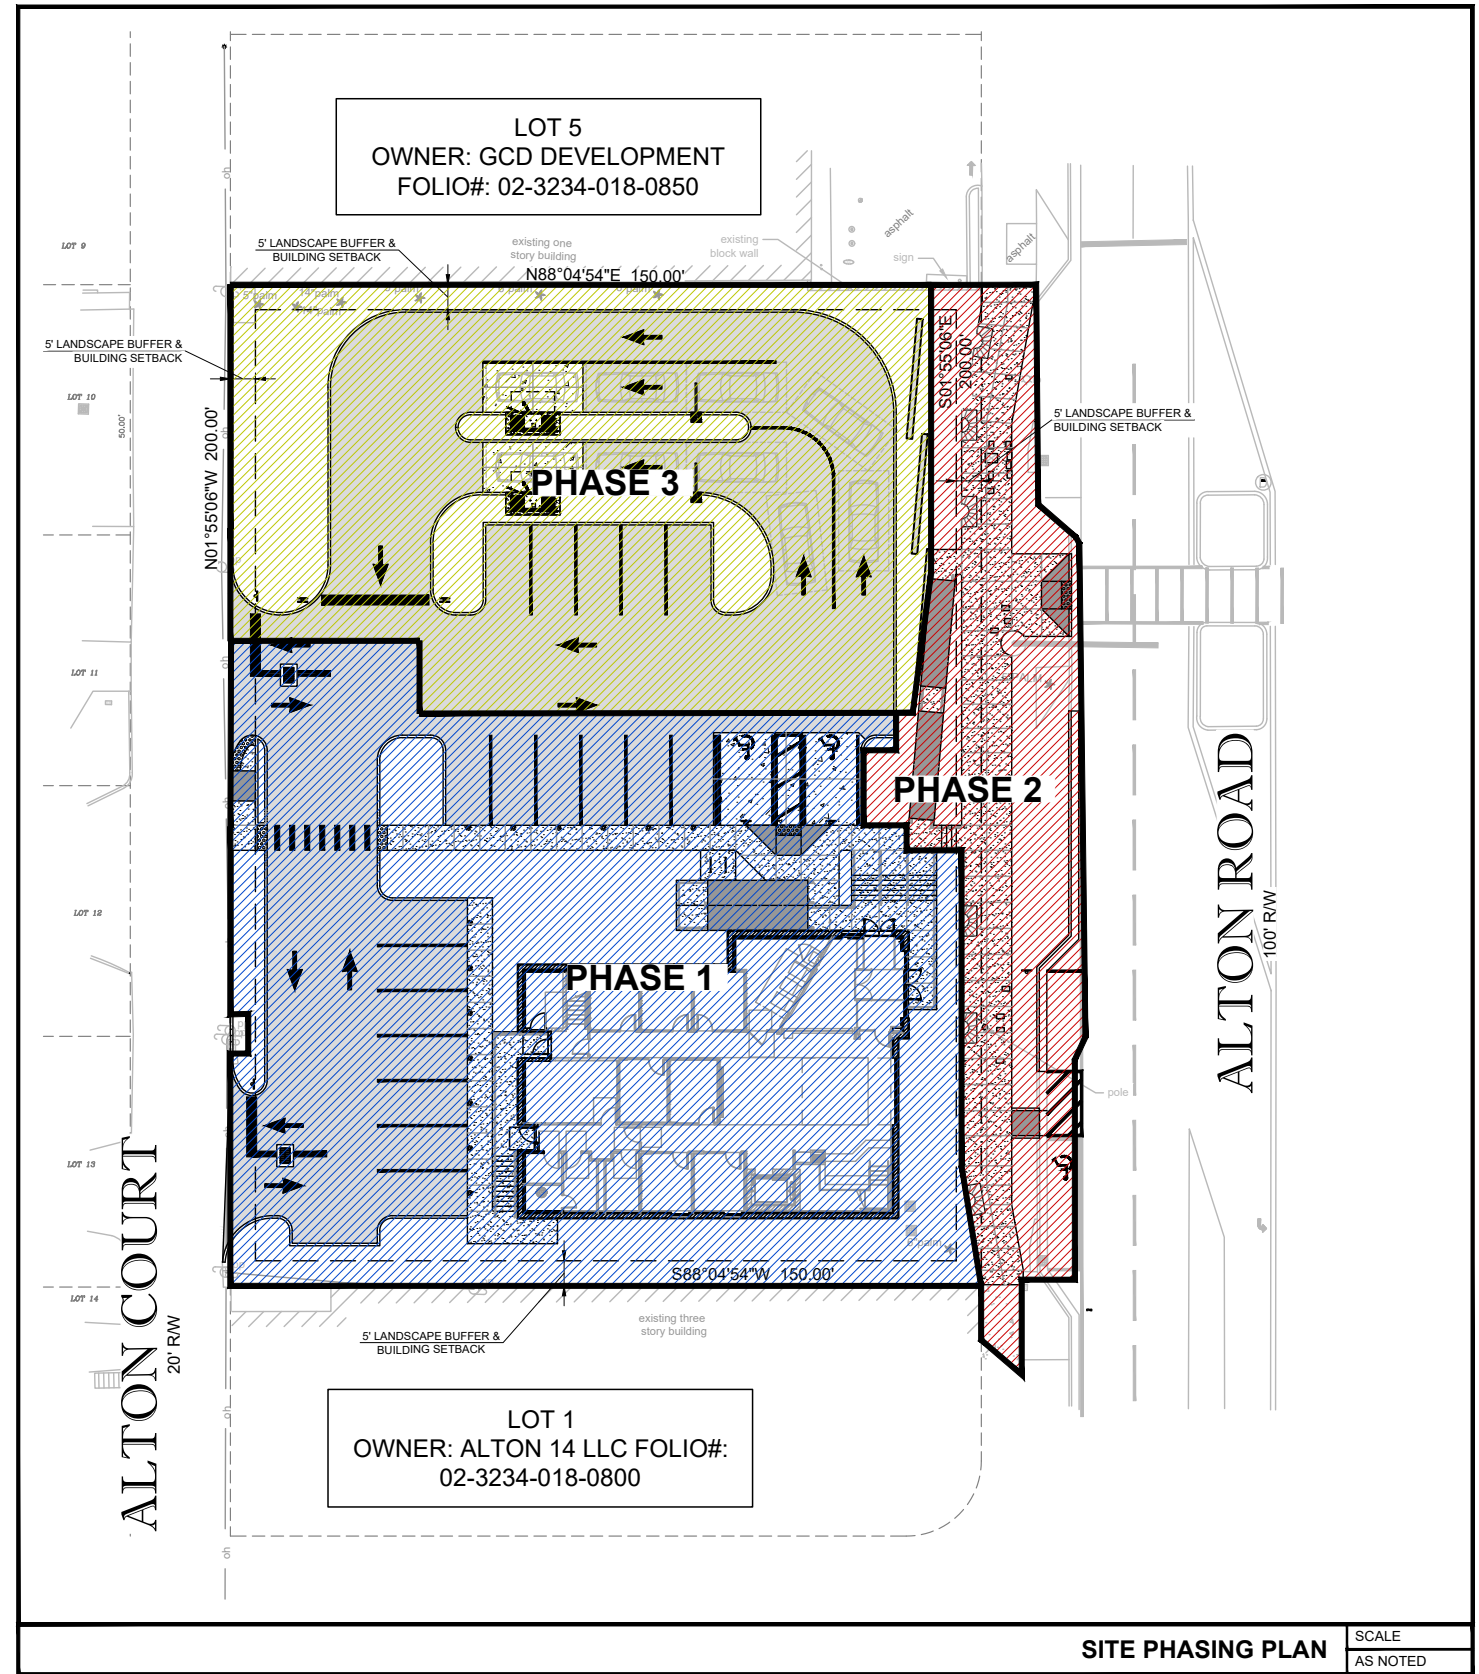 LOT 5
OWNER: GCD DEVELOPMENT
FOLIO#: 02-3234-018-0850
LOT 9
5' LANDSCAPE BUFFER &
BUILDING SETBACK
existing one
story building
existing
block wall
asphalt
sign
asphalt
N88°04'54"E 150.00'
5' LANDSCAPE BUFFER &
BUILDING SETBACK
LOT 10
50.00'
N01°55'06"W 200.00'
S01°55'06"E
200.00'
5' LANDSCAPE BUFFER &
BUILDING SETBACK
PHASE 3
LOT 11
PHASE 2
ALTON ROAD
100' R/W
LOT 12
PHASE 1
pole
LOT 13
6"palm
S88°04'54"W 150.00'
LOT 14
existing three
story building
5' LANDSCAPE BUFFER &
BUILDING SETBACK
ALTON COURT
20' R/W
LOT 1
OWNER: ALTON 14 LLC FOLIO#:
02-3234-018-0800
oh
SITE PHASING PLAN
SCALE
AS NOTED